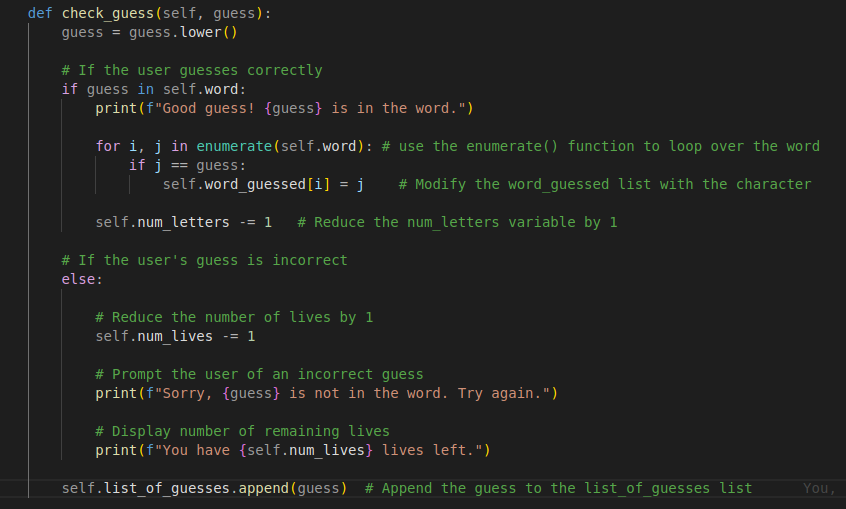 def check_guess(self, guess):
    guess = guess.lower()

    # If the user guesses correctly
    if guess in self.word:
        print(f"Good guess! {guess} is in the word.")

        for i, j in enumerate(self.word): # use the enumerate() function to loop over the word
            if j == guess:
                self.word_guessed[i] = j    # Modify the word_guessed list with the character

        self.num_letters -= 1   # Reduce the num_letters variable by 1

    # If the user's guess is incorrect
    else:

        # Reduce the number of lives by 1
        self.num_lives -= 1

        # Prompt the user of an incorrect guess
        print(f"Sorry, {guess} is not in the word. Try again.")

        # Display number of remaining lives
        print(f"You have {self.num_lives} lives left.")

    self.list_of_guesses.append(guess)  # Append the guess to the list_of_guesses list      You,